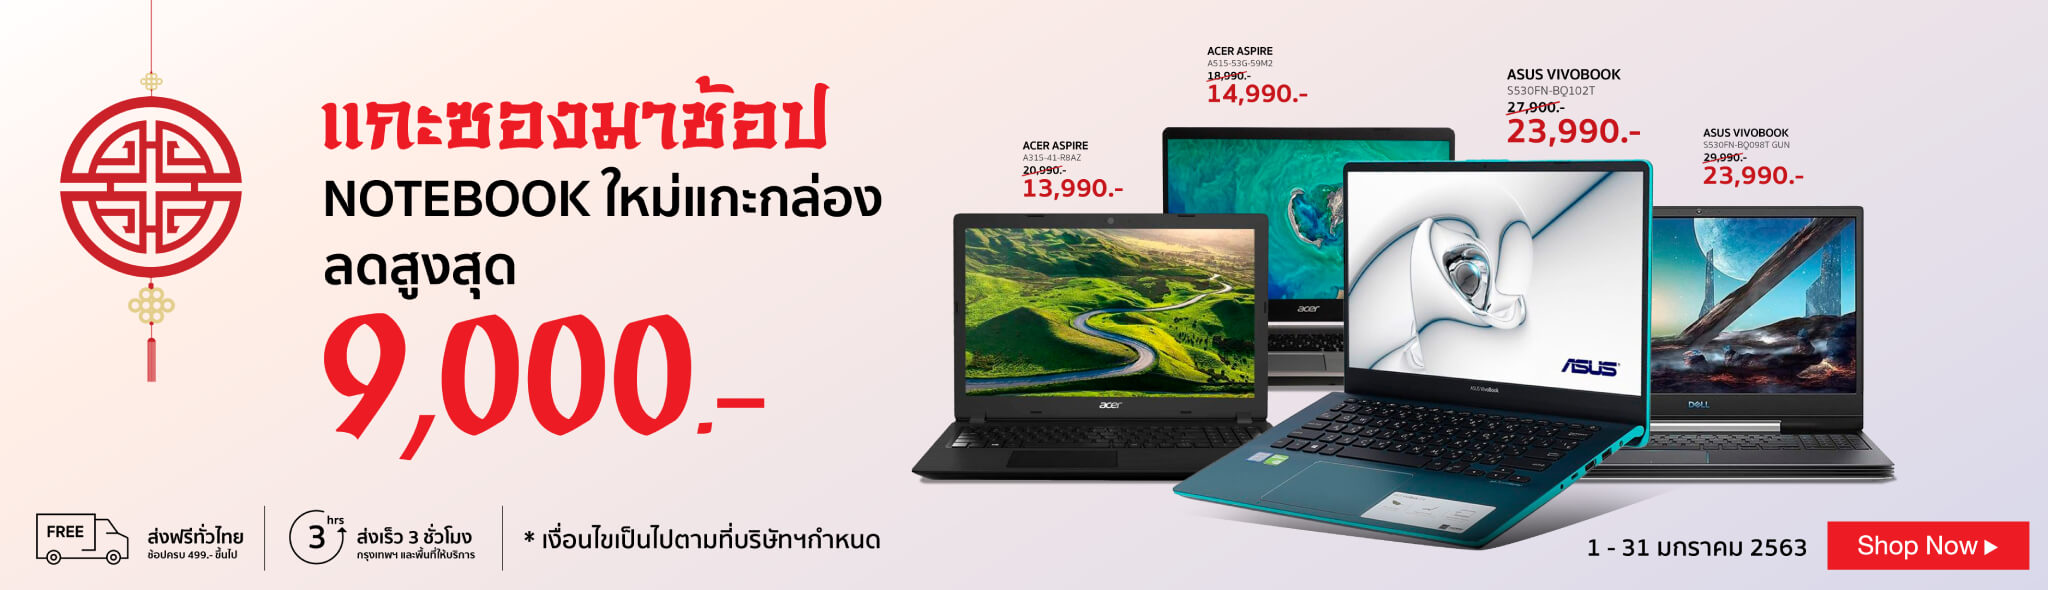 แกะซองมาช้อป
NOTEBOOK ใหม่แกะกล่อง
ลดสูงสุด
9,000.-
ACER ASPIRE
A315-41-R8AZ
20,990.-
13,990.-
ACER ASPIRE
A515-53G-59M2
18,990.-
14,990.-
ASUS VIVOBOOK
S530FN-BQ102T
27,900.-
23,990.-
ASUS VIVOBOOK
S530FN-BQ098T GUN
29,990.-
23,990.-
acer
acer
ASUS
ASUS VivoBook
DELL
FREE
ส่งฟรีทั่วไทย
ช้อปครบ 499.- ขึ้นไป
3 hrs
ส่งเร็ว 3 ชั่วโมง
กรุงเทพฯ และพื้นที่ให้บริการ
* เงื่อนไขเป็นไปตามที่บริษัทฯกำหนด
1 - 31 มกราคม 2563
Shop Now